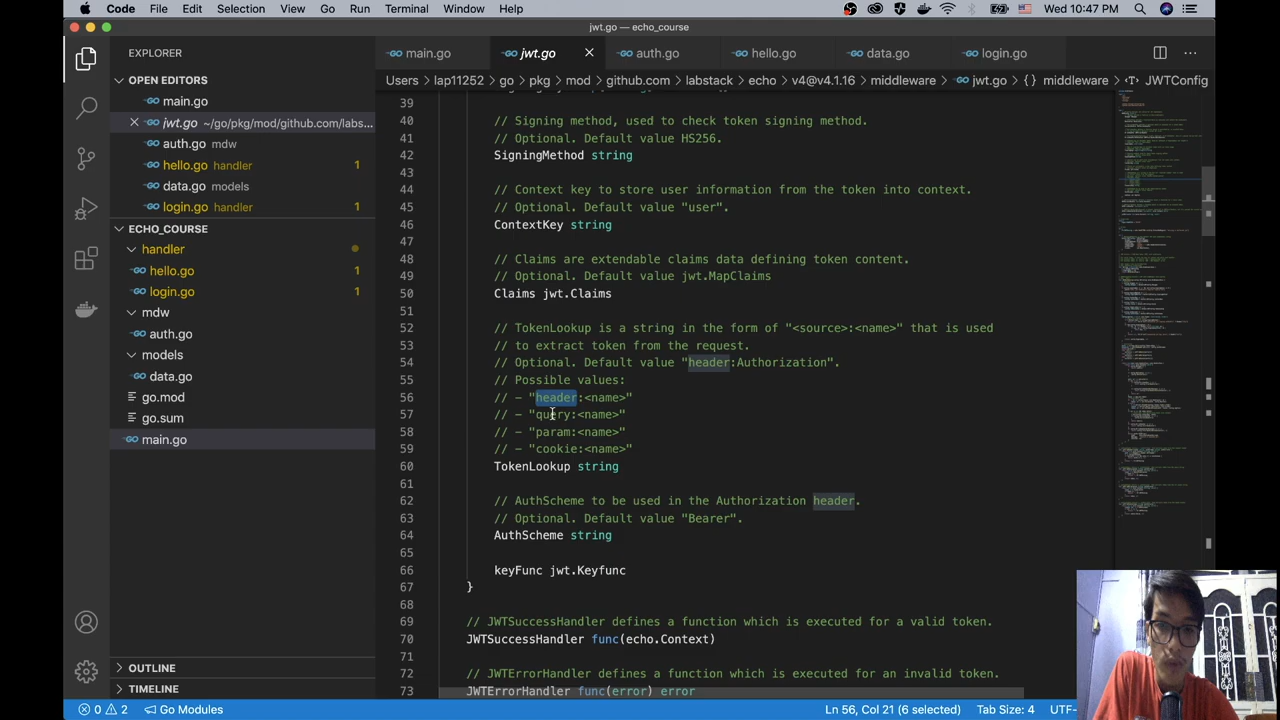 Code File Edit Selection View Go Run Terminal Window Help
Wed 10:47 PM
jwt.go — echo_course
EXPLORER
main.go
jwt.go
auth.go
hello.go
data.go
login.go
OPEN EDITORS
Users > lap11252 > go > pkg > mod > github.com > labstack > echo > v4@v4.1.16 > middleware > jwt.go > {} middleware > JWTConfig
main.go
jwt.go ~/go/pkg/mod/github.com/labs...
auth.go mdw
hello.go handler 1
data.go models
login.go handler 1
ECHO_COURSE
handler
hello.go 1
login.go 1
mdw
auth.go
models
data.go
go.mod
go.sum
main.go
OUTLINE
TIMELINE
39
40 // Signing method, used to check token signing method.
41 // Optional. Default value HS256.
42 SigningMethod string
43
44 // Context key to store user information from the token into context.
45 // Optional. Default value "user".
46 ContextKey string
47
48 // Claims are extendable claims data defining token content.
49 // Optional. Default value jwt.MapClaims
50 Claims jwt.Claims
51
52 // TokenLookup is a string in the form of "<source>:<name>" that is used
53 // to extract token from the request.
54 // Optional. Default value "header:Authorization".
55 // Possible values:
56 // - "header:<name>"
57 // - "query:<name>"
58 // - "param:<name>"
59 // - "cookie:<name>"
60 TokenLookup string
61
62 // AuthScheme to be used in the Authorization header.
63 // Optional. Default value "Bearer".
64 AuthScheme string
65
66 keyFunc jwt.Keyfunc
67 }
68
69 // JWTSuccessHandler defines a function which is executed for a valid token.
70 JWTSuccessHandler func(echo.Context)
71
72 // JWTErrorHandler defines a function which is executed for an invalid token.
73 JWTErrorHandler func(error) error
0 2 Go Modules
Ln 56, Col 21 (6 selected) Tab Size: 4 UTF-